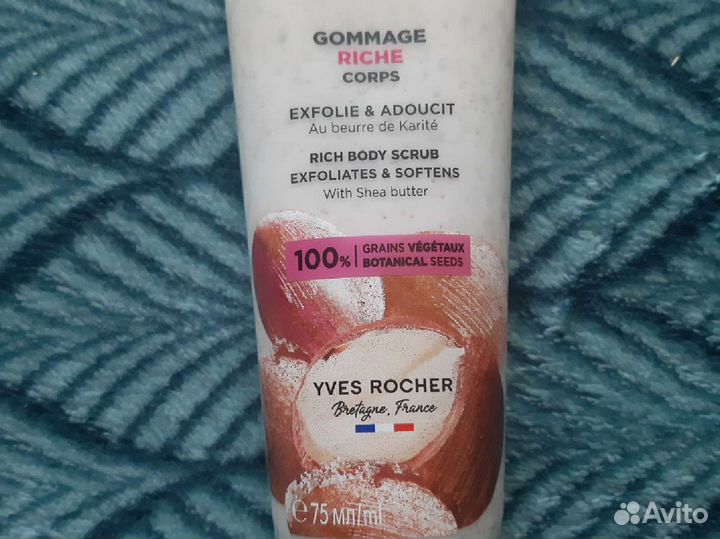 GOMMAGE
RICHE
CORPS
EXFOLIE & ADOUCIT
Au beurre de Karité
RICH BODY SCRUB
EXFOLIATES & SOFTENS
With Shea butter
100% GRAINS VÉGÉTAUX
BOTANICAL SEEDS
YVES ROCHER
Bretagne, France
℮75 мл/ml
Avito